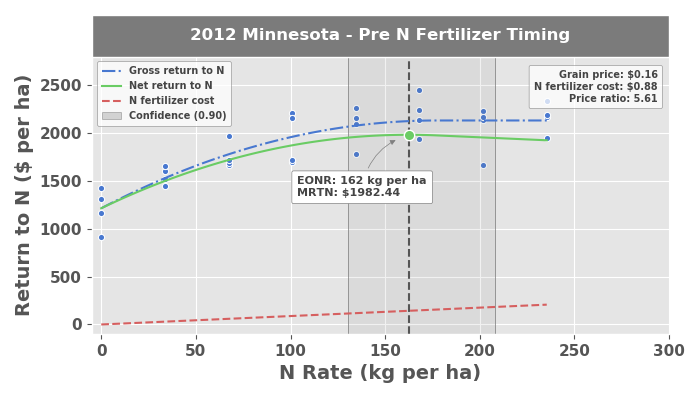 2012 Minnesota - Pre N Fertilizer Timing
Gross return to N
Net return to N
N fertilizer cost
Confidence (0.90)
Grain price: $0.16
N fertilizer cost: $0.88
Price ratio: 5.61
EONR: 162 kg per ha
MRTN: $1982.44
Return to N ($ per ha)
2500
2000
1500
1000
500
0
0 50 100 150 200 250 300
N Rate (kg per ha)